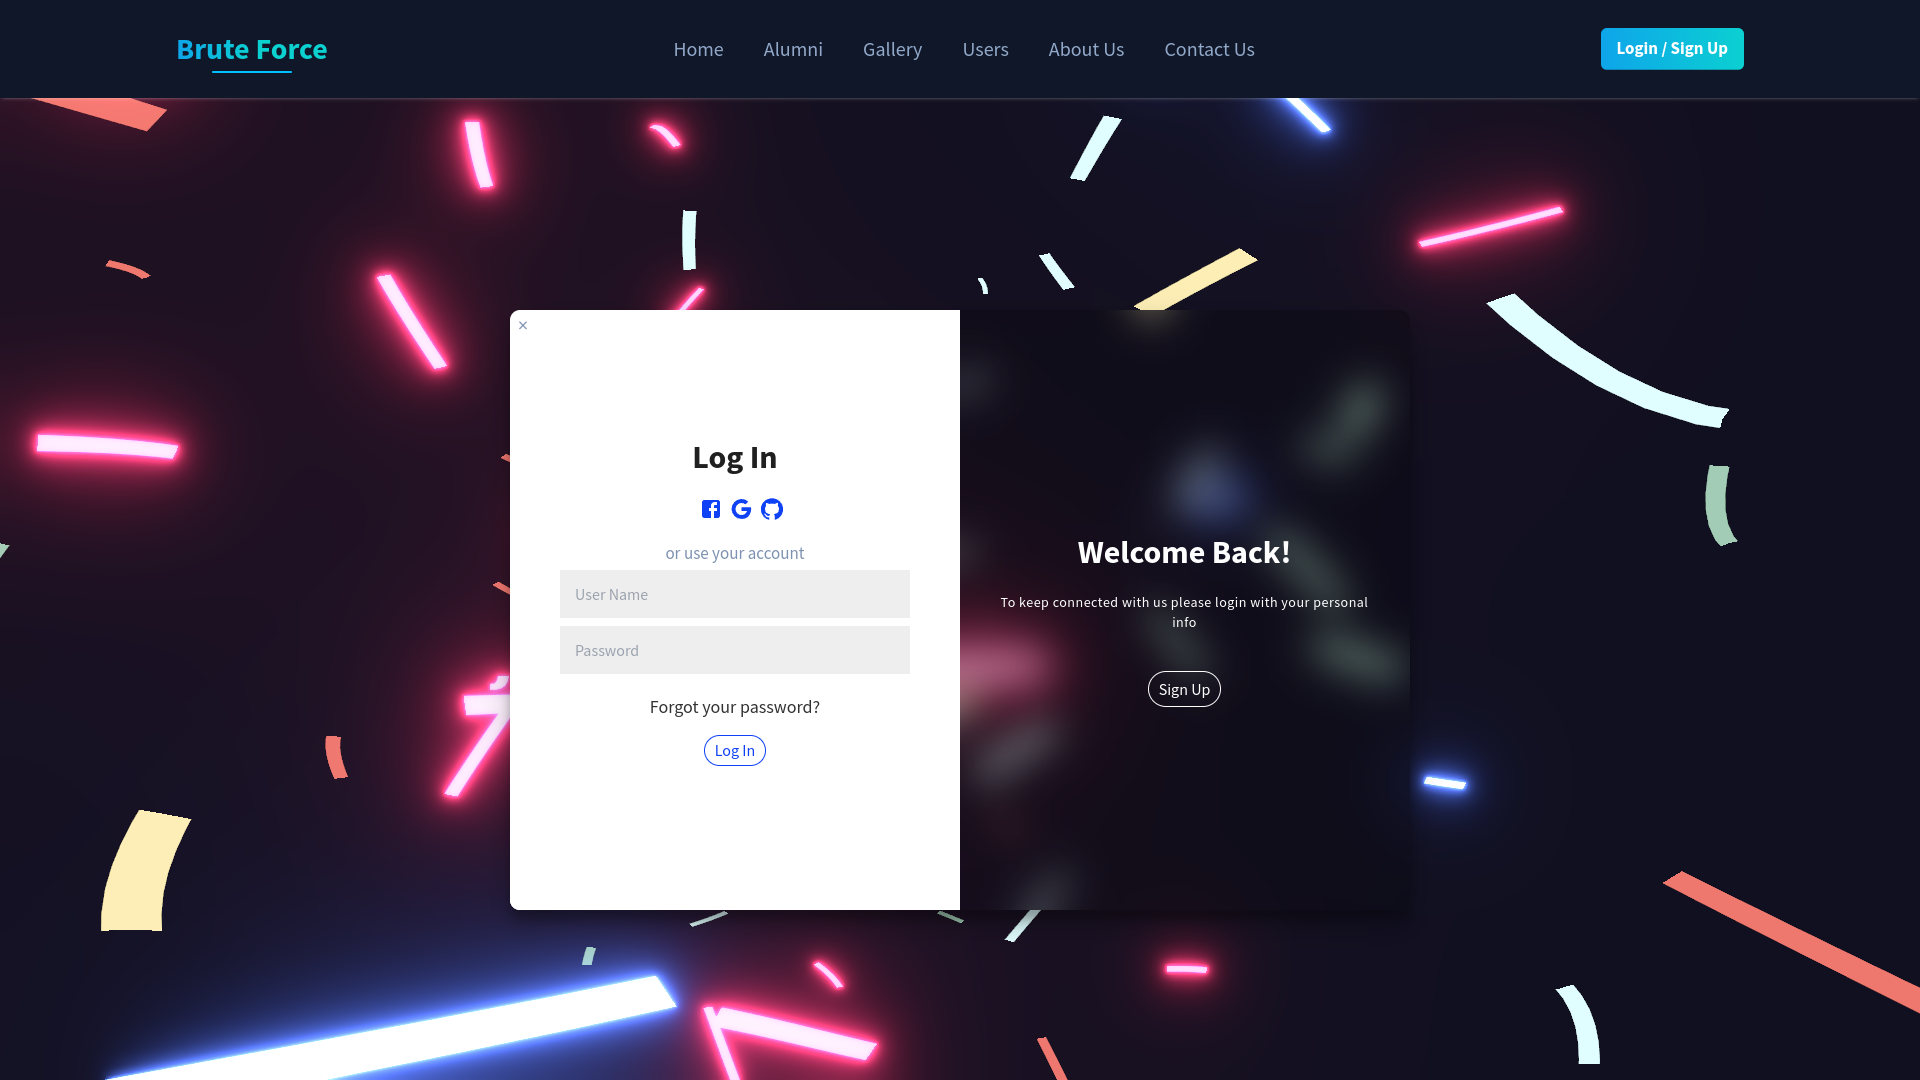 Brute Force
Home Alumni Gallery Users About Us Contact Us
Login / Sign Up
×
Log In
or use your account
User Name
Password
Forgot your password?
Log In
Welcome Back!
To keep connected with us please login with your personal
info
Sign Up